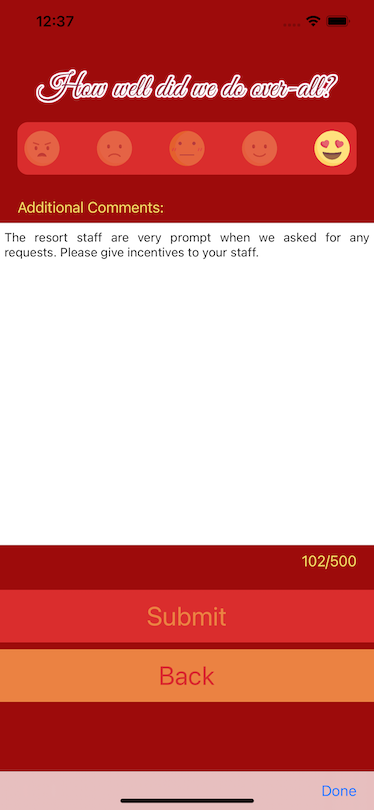 12:37
How well did we do over-all?
Additional Comments:
The resort staff are very prompt when we asked for any
requests. Please give incentives to your staff.
102/500
Submit
Back
Done